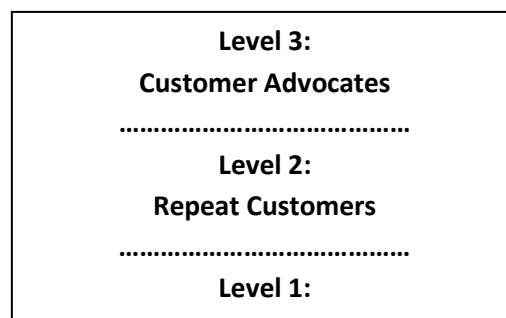 Level 3:
Customer Advocates
……………………………………
Level 2:
Repeat Customers
……………………………………
Level 1: